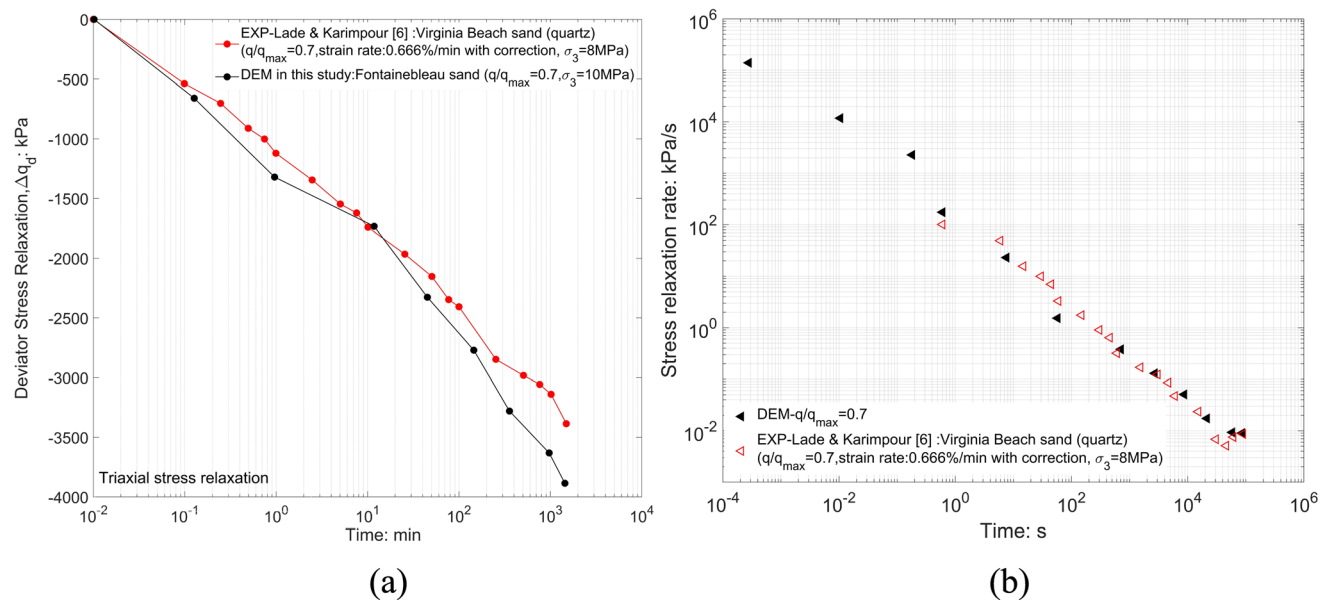 EXP-Lade & Karimpour [6] :Virginia Beach sand (quartz)
(q/q_max=0.7,strain rate:0.666%/min with correction, σ_3=8MPa)
DEM in this study:Fontainebleau sand (q/q_max=0.7,σ_3=10MPa)
0
-500
-1000
-1500
-2000
-2500
-3000
-3500
-4000
Deviator Stress Relaxation,Δq_d: kPa
Triaxial stress relaxation
10^-2
10^-1
10^0
10^1
10^2
10^3
10^4
Time: min
(a)
10^6
10^4
10^2
10^0
10^-2
Stress relaxation rate: kPa/s
DEM-q/q_max=0.7
EXP-Lade & Karimpour [6] :Virginia Beach sand (quartz)
(q/q_max=0.7,strain rate:0.666%/min with correction, σ_3=8MPa)
10^-4
10^-2
10^0
10^2
10^4
10^6
Time: s
(b)